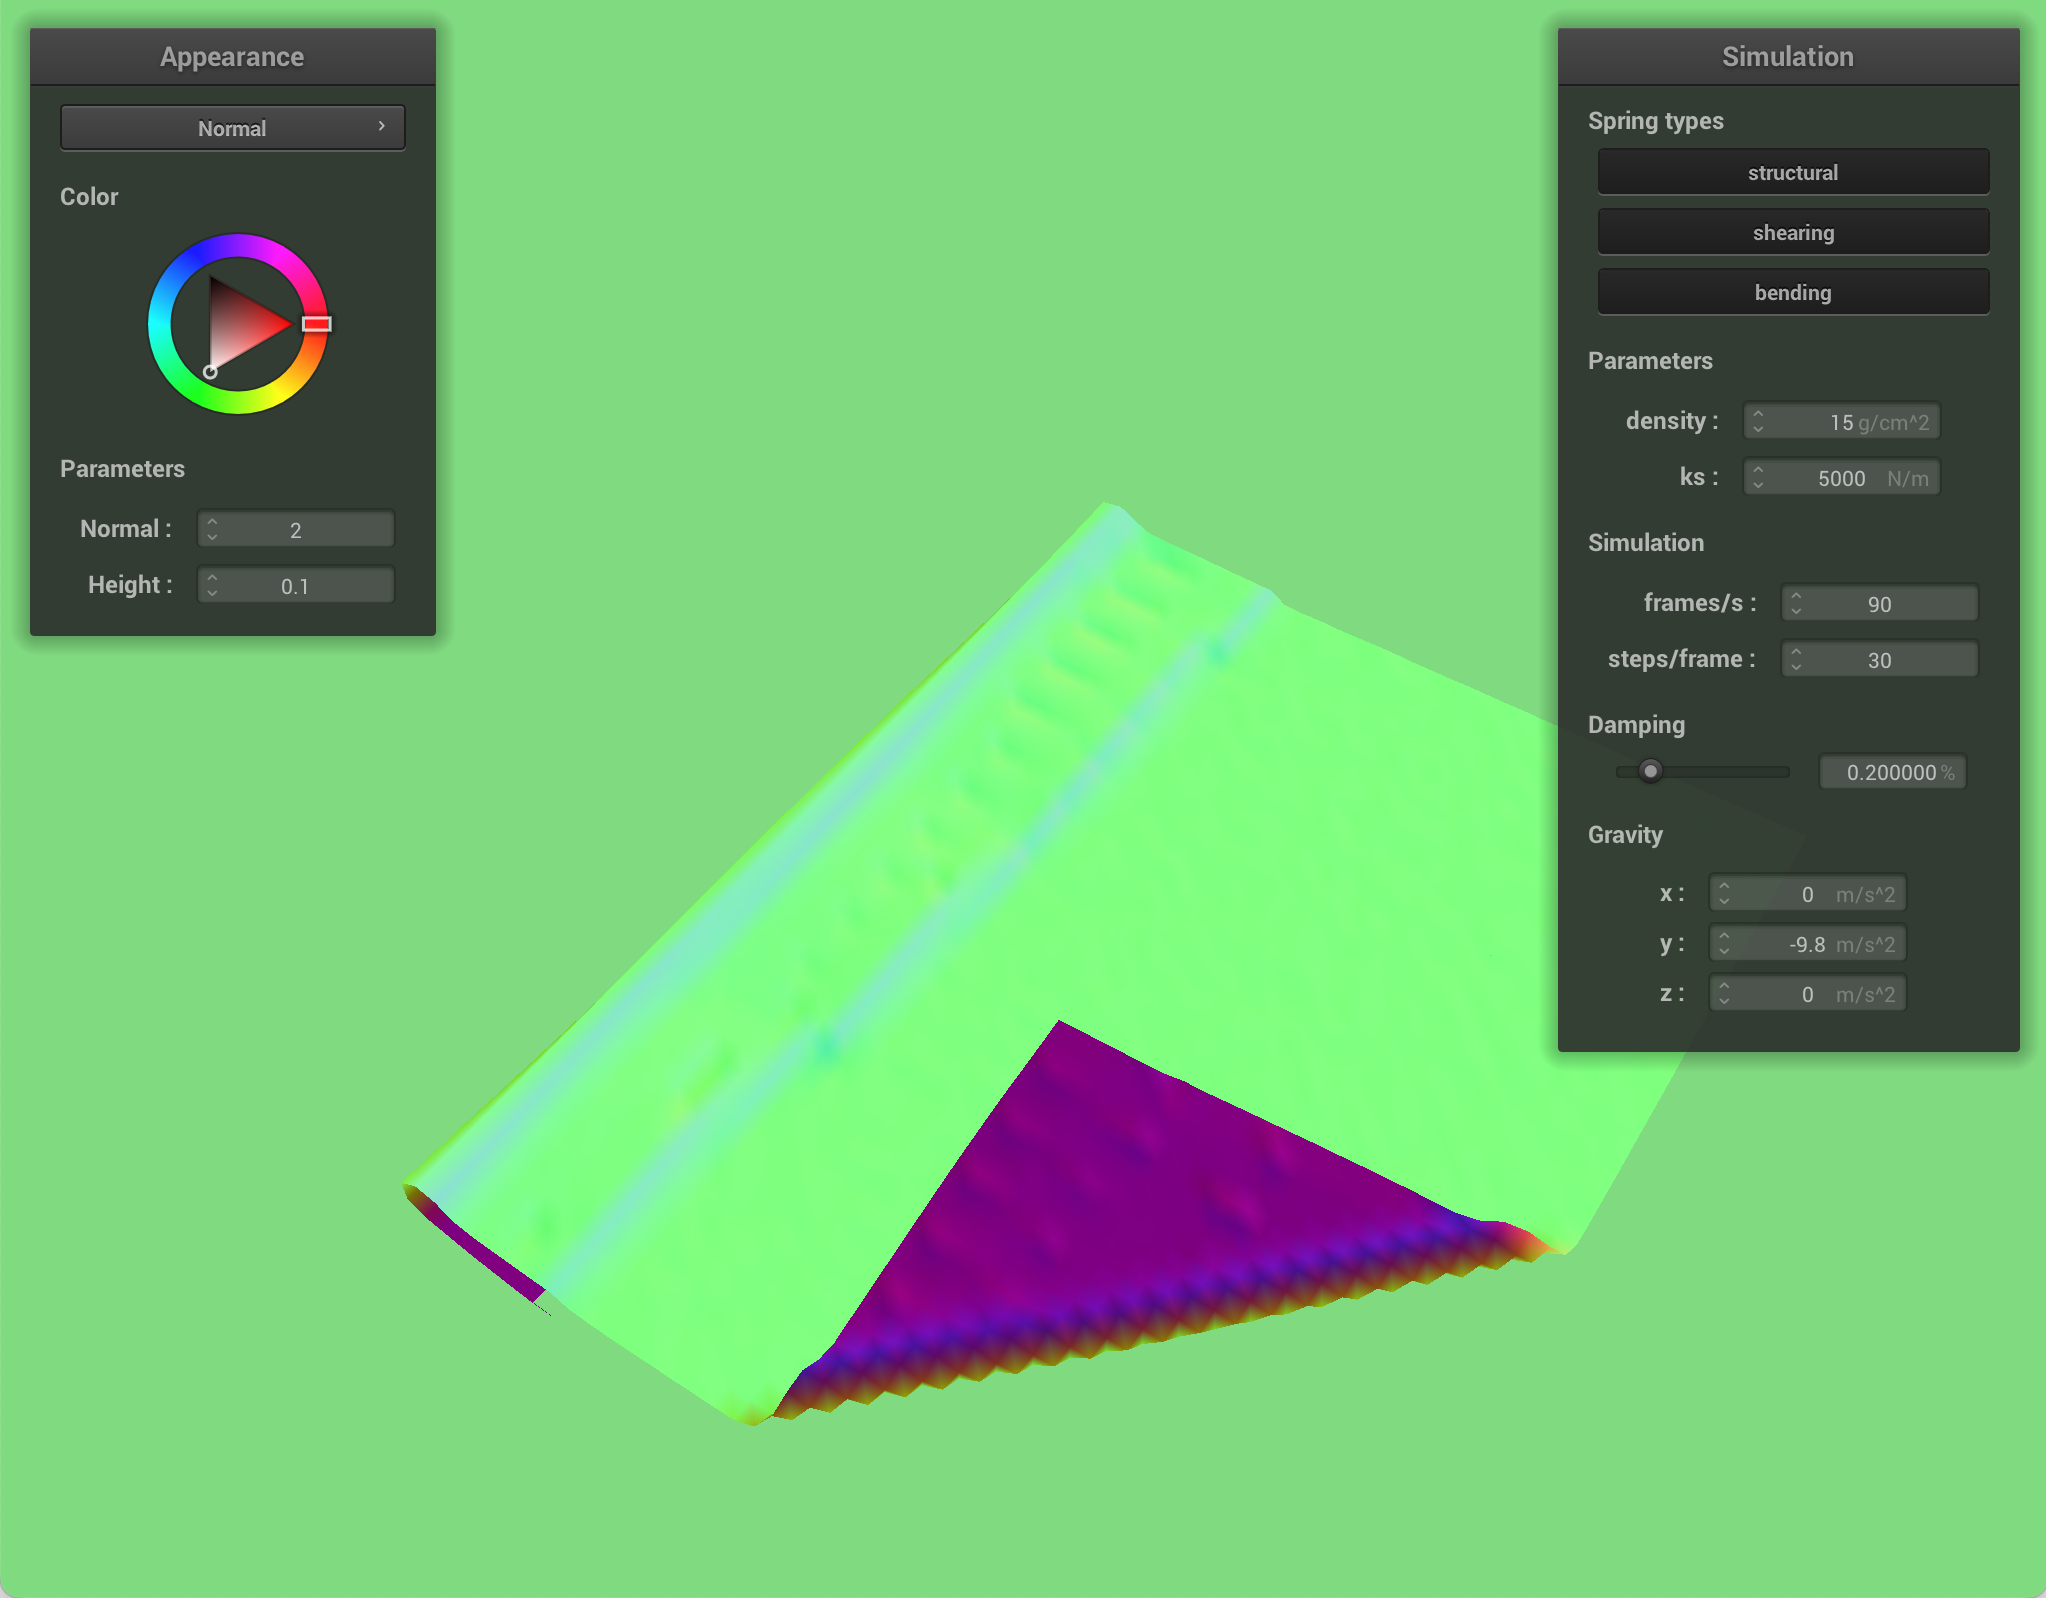 Appearance
Normal
Color
Parameters
Normal : 2
Height : 0.1
Simulation
Spring types
structural
shearing
bending
Parameters
density : 15 g/cm^2
ks : 5000 N/m
Simulation
frames/s : 90
steps/frame : 30
Damping
0.200000 %
Gravity
x : 0 m/s^2
y : -9.8 m/s^2
z : 0 m/s^2